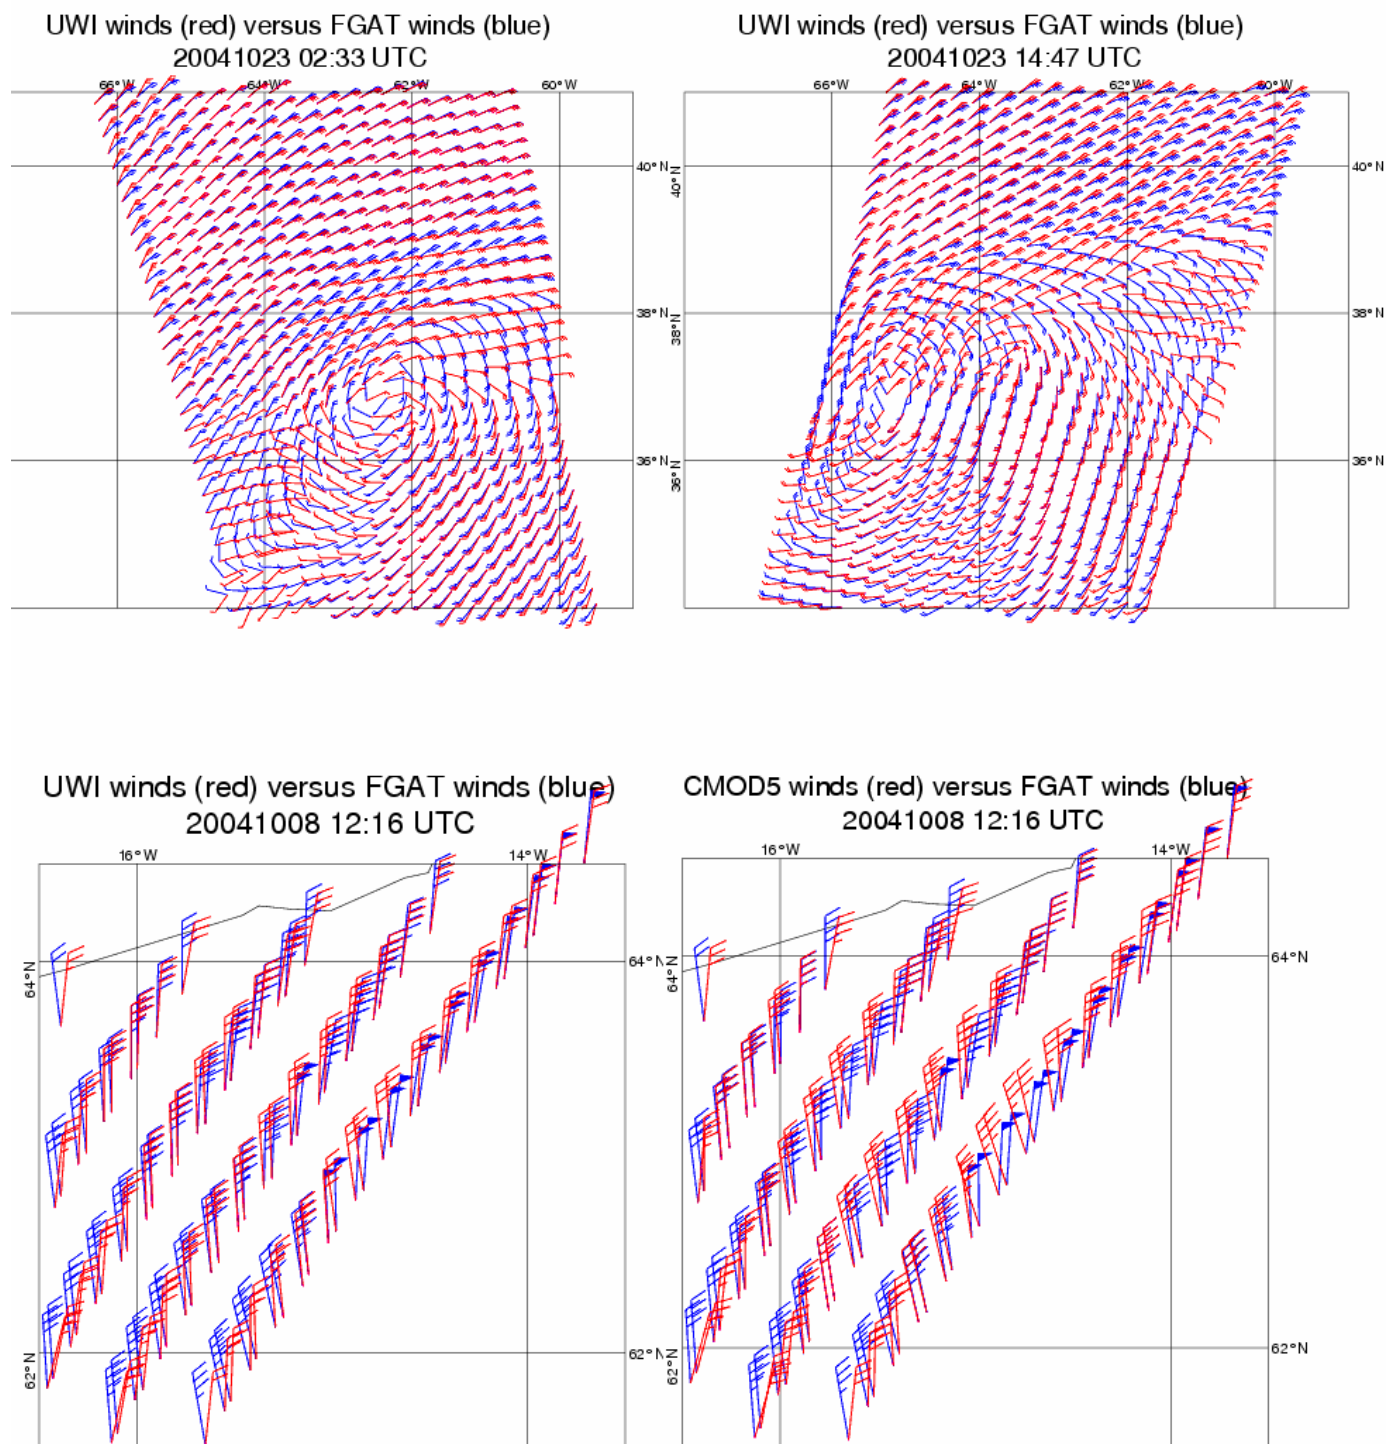 UWI winds (red) versus FGAT winds (blue)
20041023 02:33 UTC
66°W 64°W 62°W 60°W
40°N
38°N
36°N
UWI winds (red) versus FGAT winds (blue)
20041023 14:47 UTC
66°W 64°W 62°W 60°W
40°N 40°N
38°N 38°N
36°N 36°N
UWI winds (red) versus FGAT winds (blue)
20041008 12:16 UTC
16°W 14°W
64°N 64°N
62°N 62°N
CMOD5 winds (red) versus FGAT winds (blue)
20041008 12:16 UTC
16°W 14°W
64°N 64°N
62°N 62°N